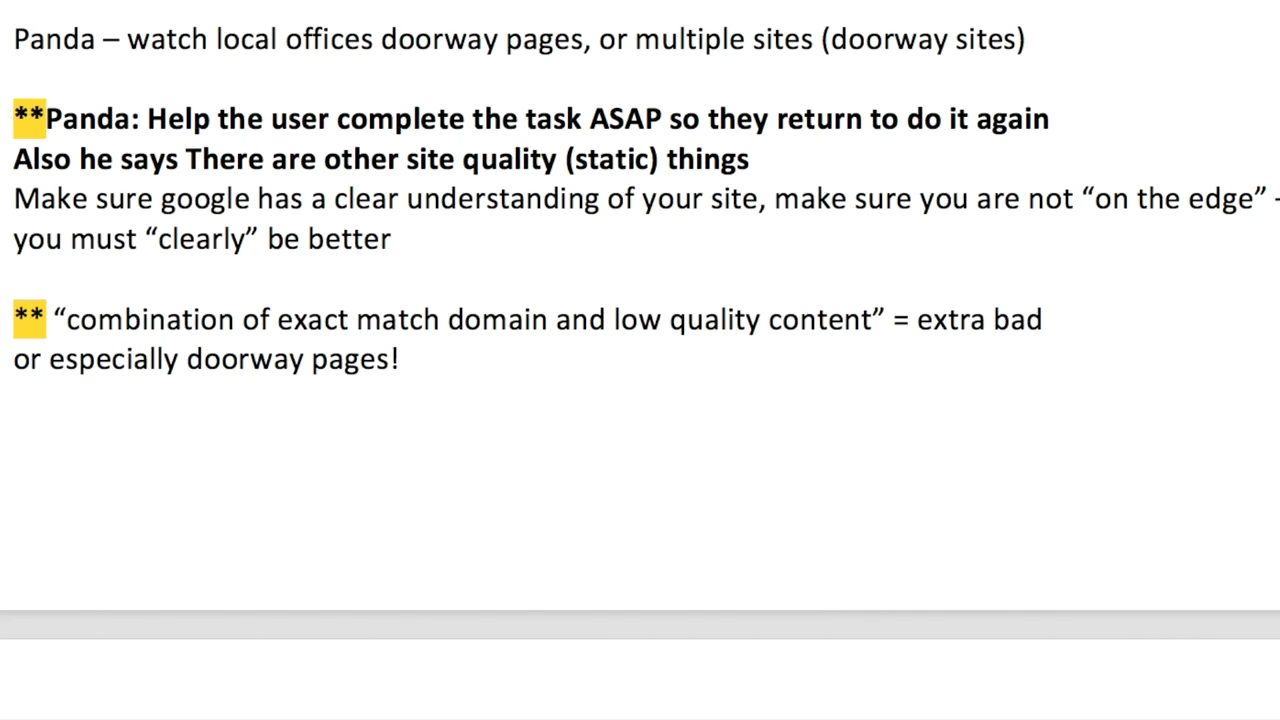 Panda – watch local offices doorway pages, or multiple sites (doorway sites)
**Panda: Help the user complete the task ASAP so they return to do it again
Also he says There are other site quality (static) things
Make sure google has a clear understanding of your site, make sure you are not “on the edge” -
you must “clearly” be better
** “combination of exact match domain and low quality content” = extra bad
or especially doorway pages!